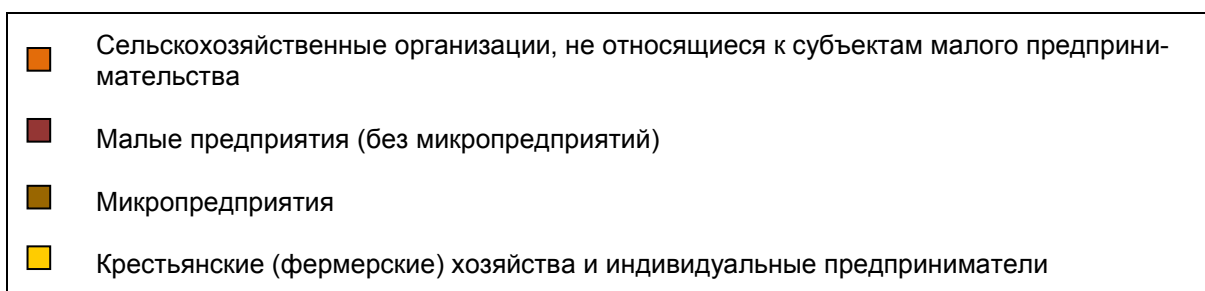 Сельскохозяйственные организации, не относящиеся к субъектам малого предприни-
мательства
Малые предприятия (без микропредприятий)
Микропредприятия
Крестьянские (фермерские) хозяйства и индивидуальные предприниматели